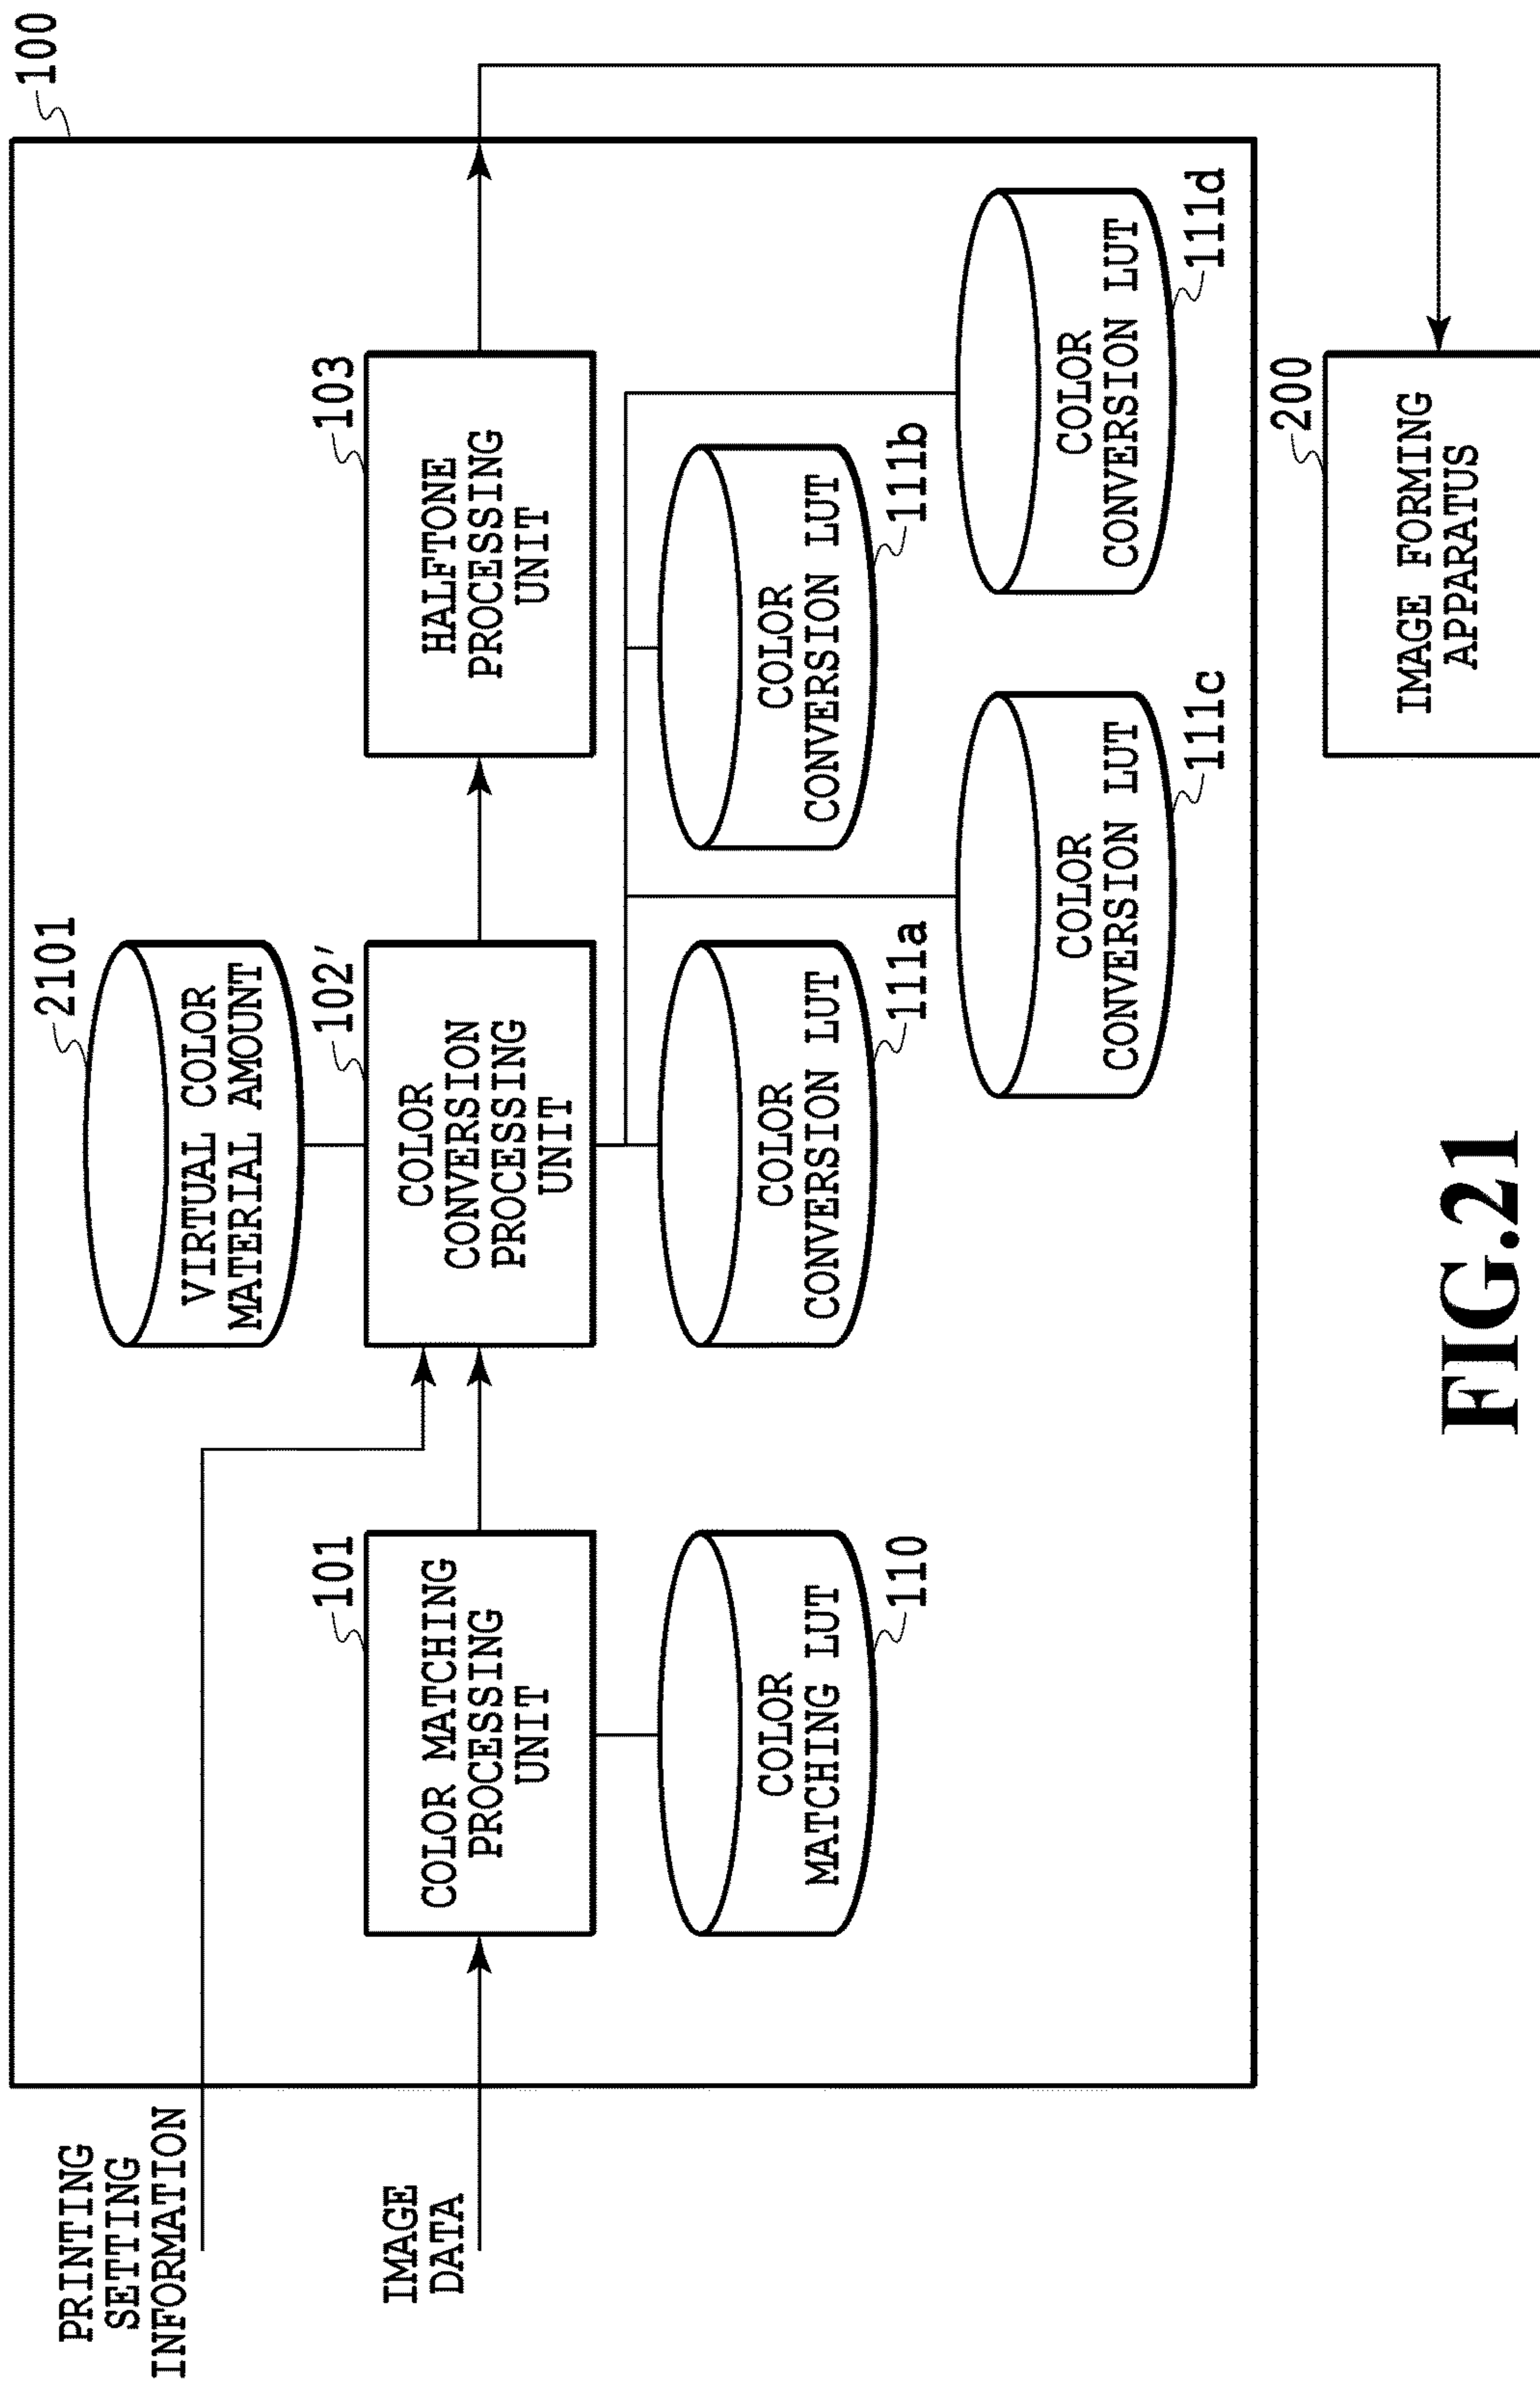 100
PRINTING
SETTING
INFORMATION
IMAGE
DATA
2101
VIRTUAL COLOR
MATERIAL AMOUNT
101
COLOR MATCHING
PROCESSING
UNIT
102′
COLOR
CONVERSION
PROCESSING
UNIT
103
HALFTONE
PROCESSING
UNIT
COLOR
MATCHING LUT
110
COLOR
CONVERSION LUT
111a
COLOR
CONVERSION LUT
111b
COLOR
CONVERSION LUT
111c
COLOR
CONVERSION LUT
111d
200
IMAGE FORMING
APPARATUS
FIG.21